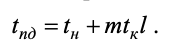 tпд = tн + mtкl .